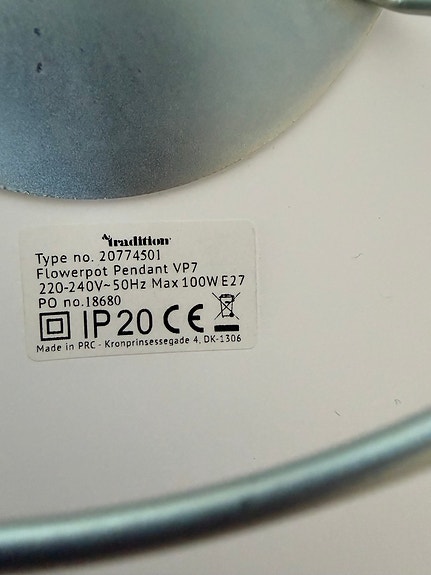 &tradition
Type no. 20774501
Flowerpot Pendant VP7
220-240V~50Hz Max 100W E27
PO no.18680
IP20 CE
Made in PRC - Kronprinsessegade 4, DK-1306